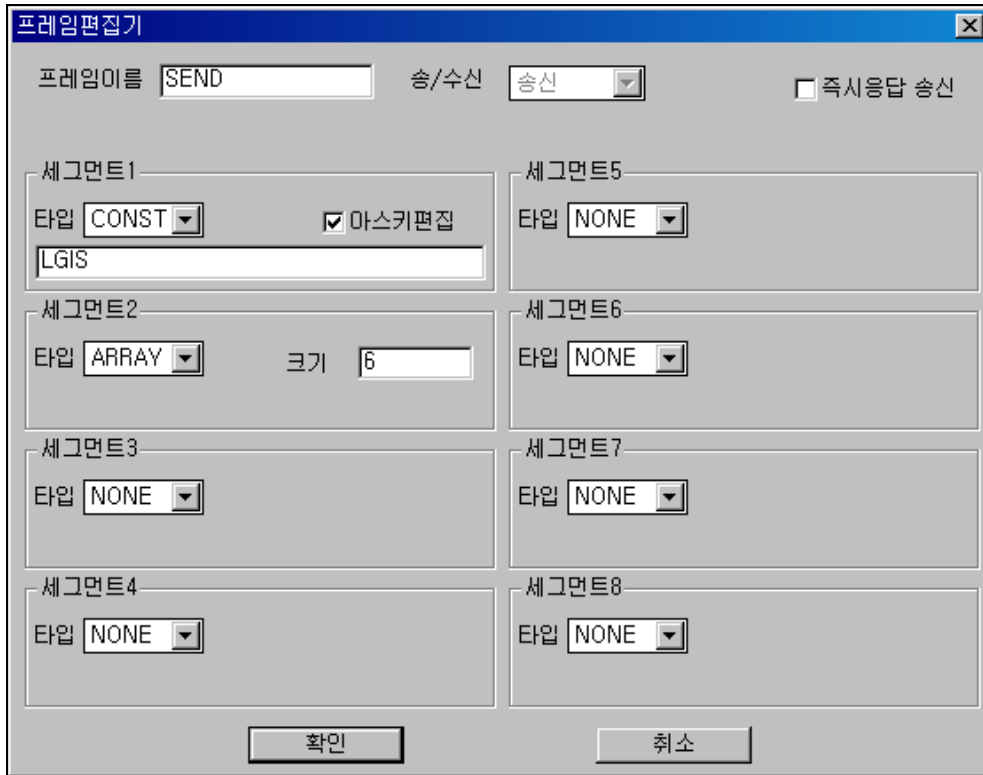 프레임편집기
프레임이름 SEND 송/수신 송신 즉시응답 송신
세그먼트1
타입 CONST 아스키편집
LGIS
세그먼트5
타입 NONE
세그먼트2
타입 ARRAY 크기 6
세그먼트6
타입 NONE
세그먼트3
타입 NONE
세그먼트7
타입 NONE
세그먼트4
타입 NONE
세그먼트8
타입 NONE
확인 취소